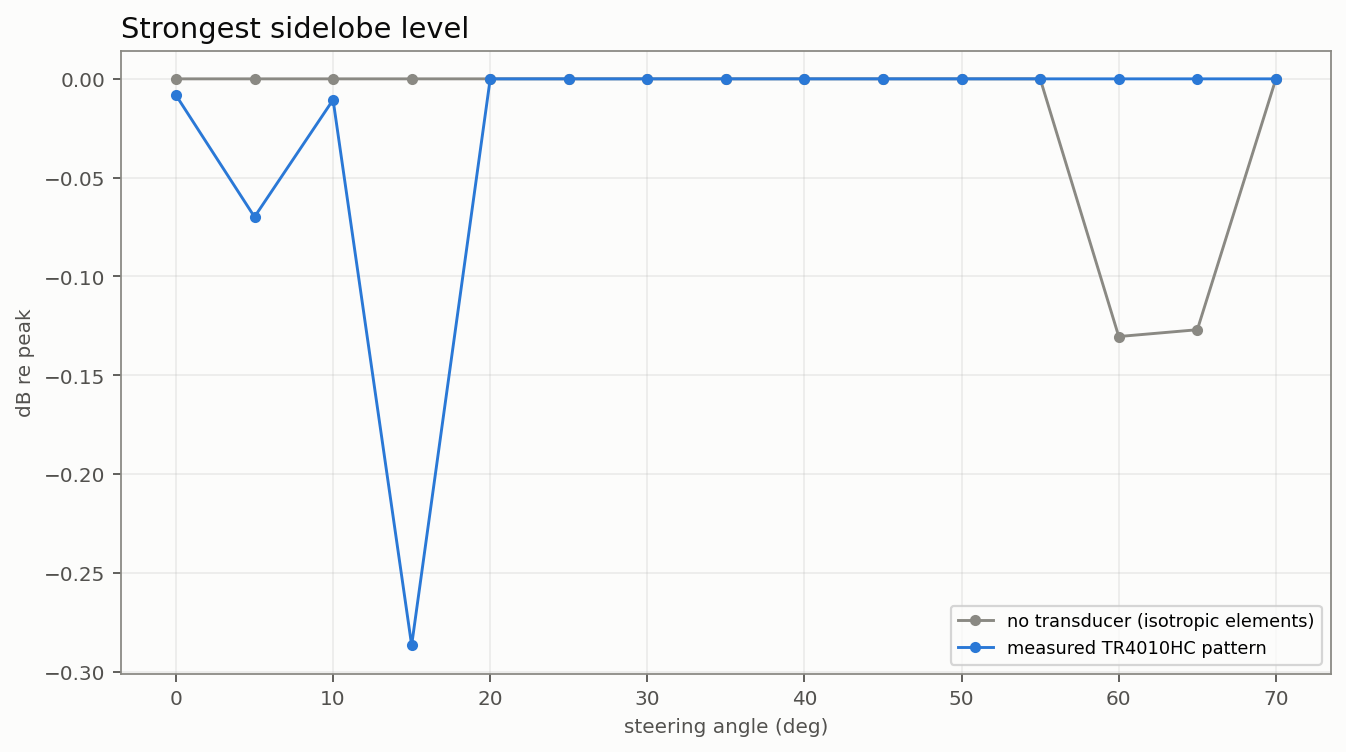 Strongest sidelobe level
dB re peak
0.00
−0.05
−0.10
−0.15
−0.20
−0.25
−0.30
no transducer (isotropic elements)
measured TR4010HC pattern
0 10 20 30 40 50 60 70
steering angle (deg)